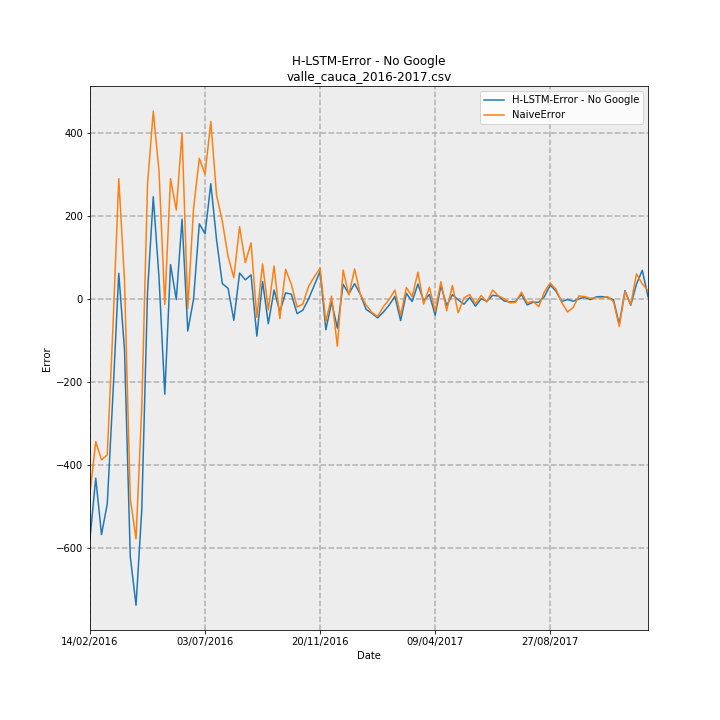 H-LSTM-Error - No Google
valle_cauca_2016-2017.csv
H-LSTM-Error - No Google
NaiveError
400
200
0
−200
−400
−600
Error
14/02/2016
03/07/2016
20/11/2016
09/04/2017
27/08/2017
Date